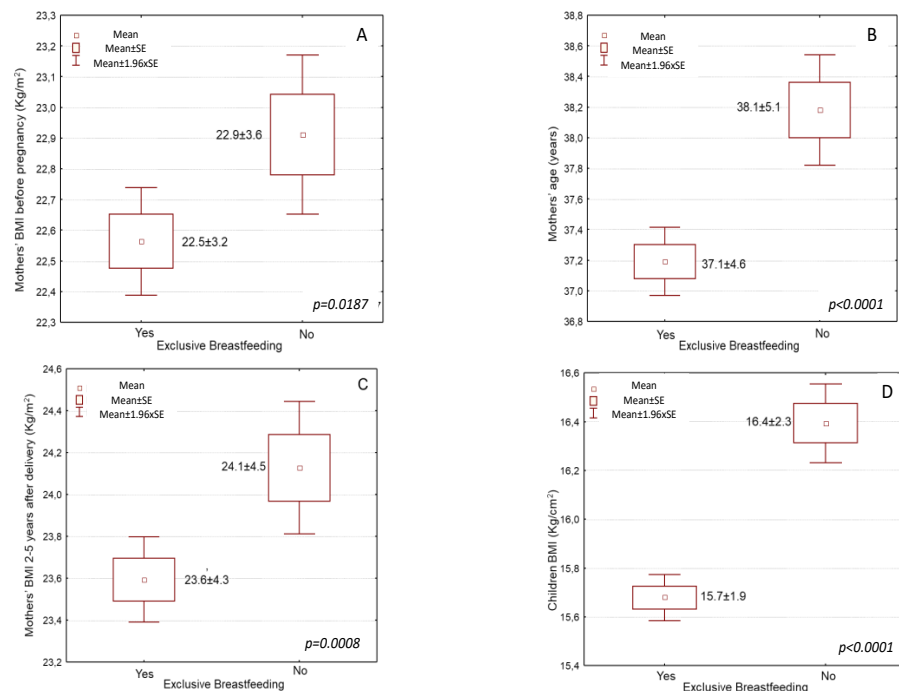 A
Mean
Mean±SE
Mean±1.96xSE
Mothers' BMI before pregnancy (Kg/m²)
23,3
23,2
23,1
23,0
22,9
22,8
22,7
22,6
22,5
22,4
22,3
22.9±3.6
22.5±3.2
p=0.0187
Yes
No
Exclusive Breastfeeding
B
Mean
Mean±SE
Mean±1.96xSE
Mothers' age (years)
38,8
38,6
38,4
38,2
38,0
37,8
37,6
37,4
37,2
37,0
36,8
38.1±5.1
37.1±4.6
p<0.0001
Yes
No
Exclusive Breastfeeding
C
Mean
Mean±SE
Mean±1.96xSE
Mothers' BMI 2-5 years after delivery (Kg/m²)
24,6
24,4
24,2
24,0
23,8
23,6
23,4
23,2
24.1±4.5
23.6±4.3
p=0.0008
Yes
No
Exclusive Breastfeeding
D
Mean
Mean±SE
Mean±1.96xSE
Children BMI (Kg/cm²)
16,6
16,4
16,2
16,0
15,8
15,6
15,4
16.4±2.3
15.7±1.9
p<0.0001
Yes
No
Exclusive Breastfeeding